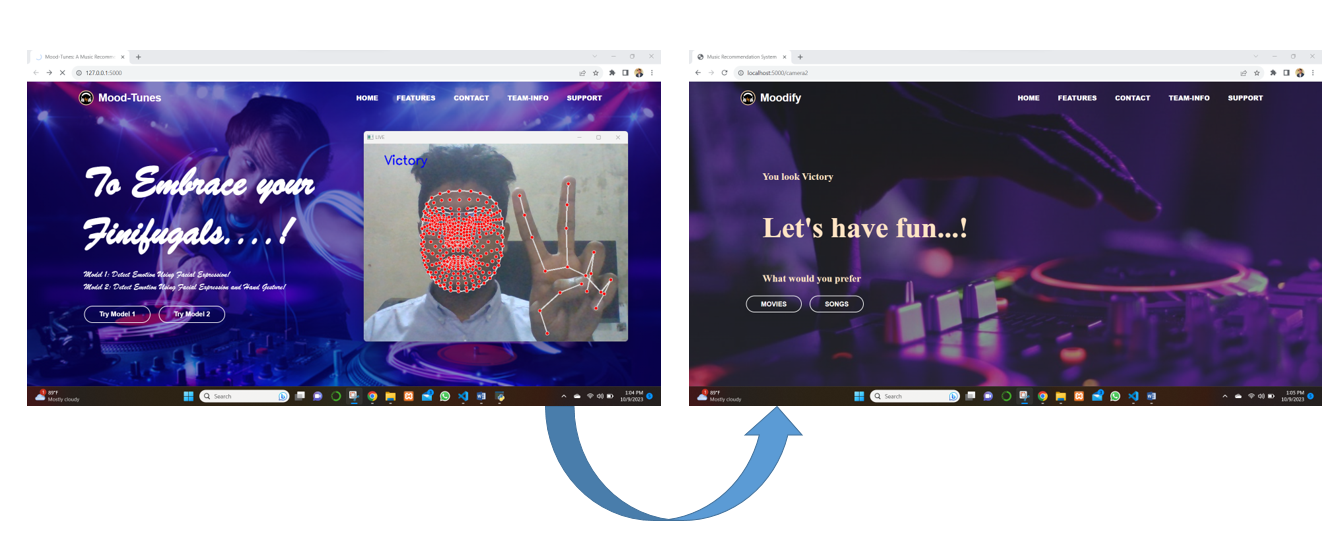 Mood-Tunes: A Music Recomm
127.0.0.1:5000
Mood-Tunes
HOME FEATURES CONTACT TEAM-INFO SUPPORT
LIVE
Victory
To Embrace your
Finifugals....!
Model 1: Detect Emotion Using Facial Expression!
Model 2: Detect Emotion Using Facial Expression and Hand Gesture!
Try Model 1 Try Model 2
89°F
Mostly cloudy
Search
1:04 PM
10/9/2023
Music Recommendation System
localhost:5000/camera2
Moodify
HOME FEATURES CONTACT TEAM-INFO SUPPORT
You look Victory
Let's have fun...!
What would you prefer
MOVIES SONGS
89°F
Mostly cloudy
Search
1:05 PM
10/9/2023